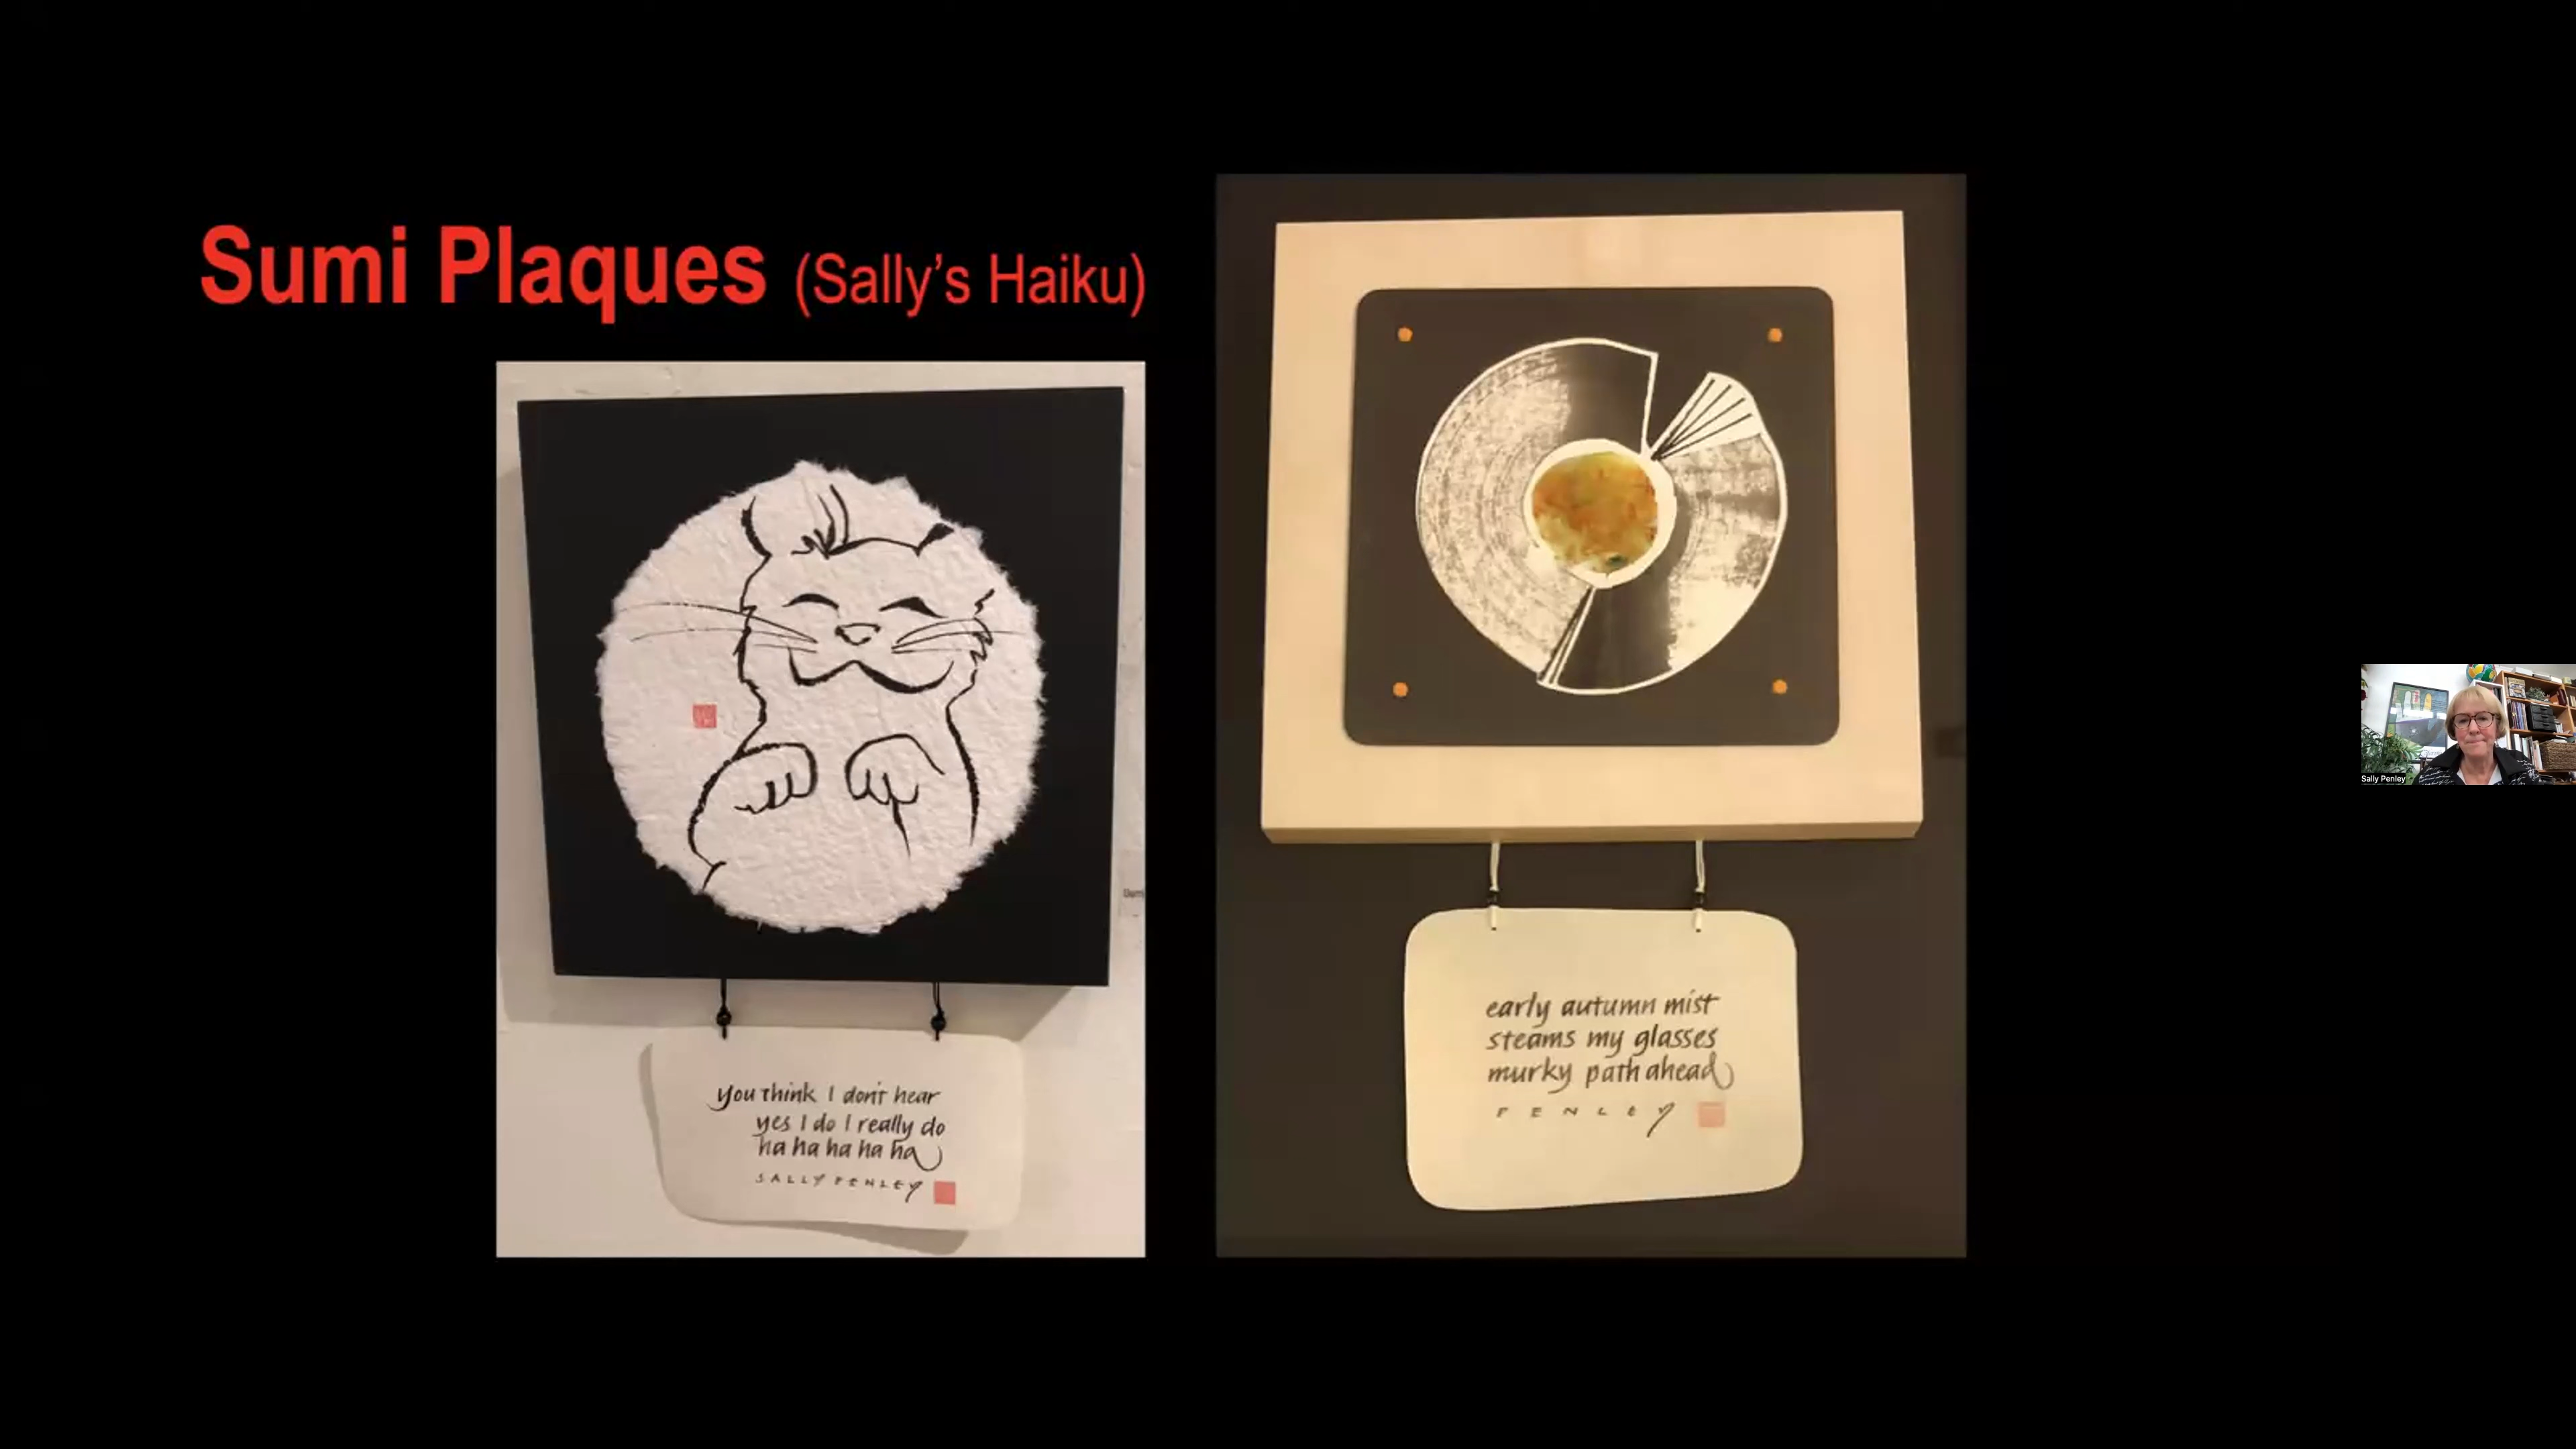 Sumi Plaques (Sally's Haiku)
you think I don't hear
yes I do I really do
ha ha ha ha ha
SALLY PENLEY
early autumn mist
steams my glasses
murky path ahead
PENLEY
Sally Penley